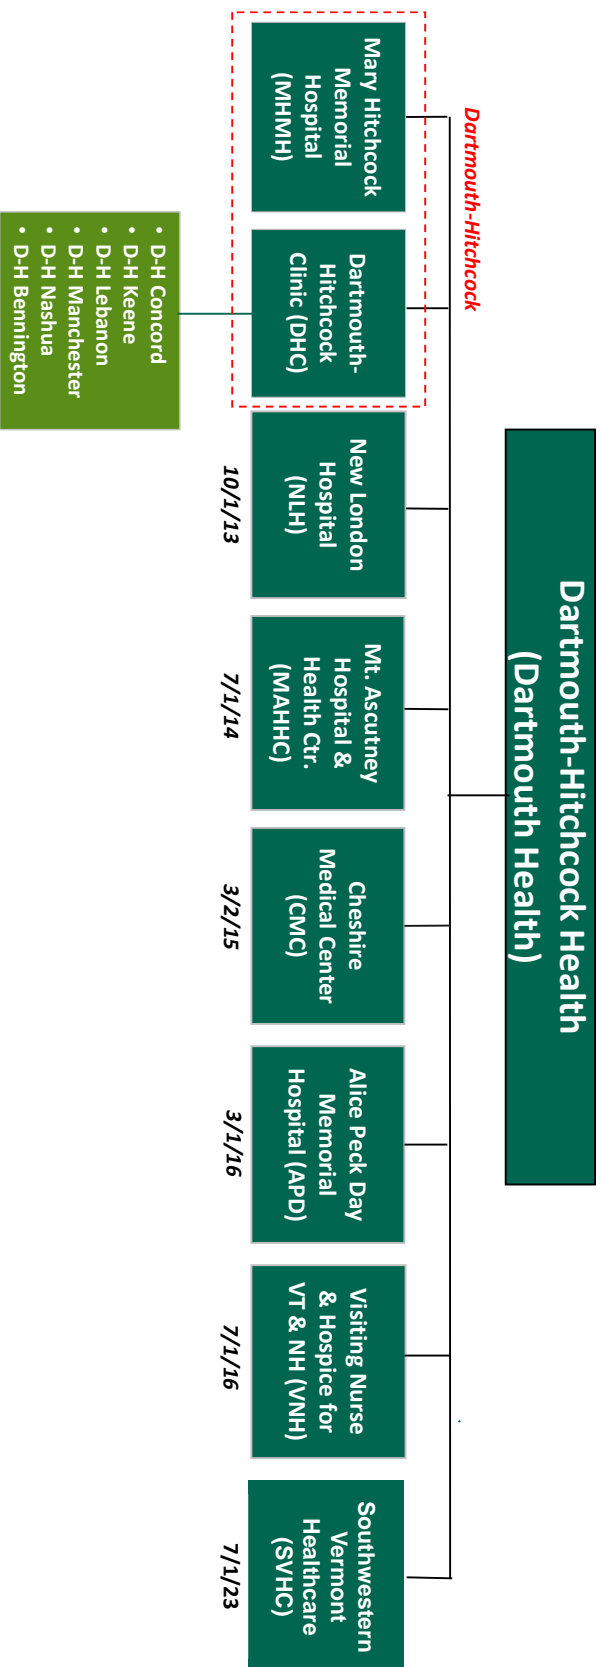 Dartmouth-Hitchcock Health
(Dartmouth Health)
Dartmouth-Hitchcock
Mary Hitchcock
Memorial
Hospital
(MHMH)
Dartmouth-
Hitchcock
Clinic (DHC)
New London
Hospital
(NLH)
Mt. Ascutney
Hospital &
Health Ctr.
(MAHHC)
Cheshire
Medical Center
(CMC)
Alice Peck Day
Memorial
Hospital (APD)
Visiting Nurse
& Hospice for
VT & NH (VNH)
Southwestern
Vermont
Healthcare
(SVHC)
10/1/13
7/1/14
3/2/15
3/1/16
7/1/16
7/1/23
• D-H Concord
• D-H Keene
• D-H Lebanon
• D-H Manchester
• D-H Nashua
• D-H Bennington